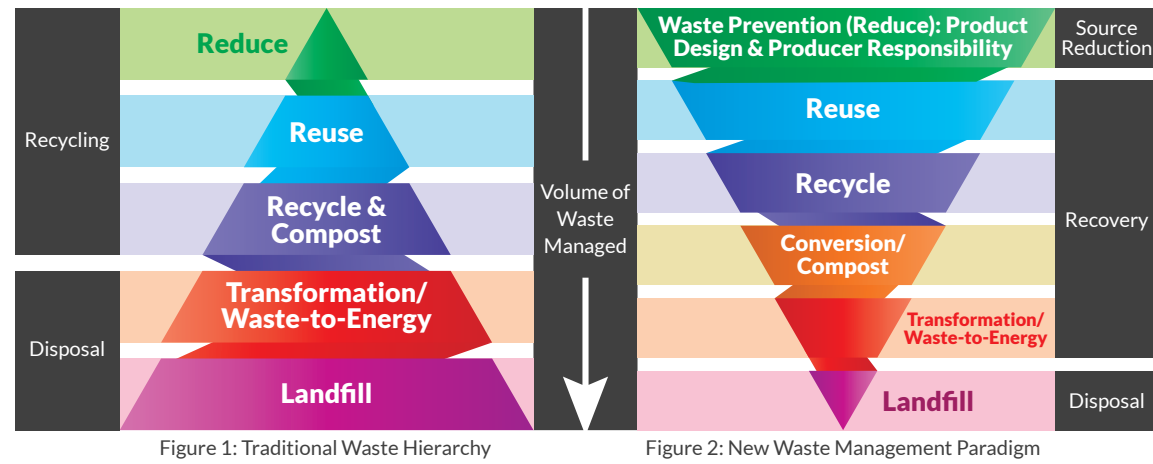 Recycling
Disposal
Reduce
Reuse
Recycle &
Compost
Transformation/
Waste-to-Energy
Landfill
Figure 1: Traditional Waste Hierarchy
Volume of
Waste
Managed
Waste Prevention (Reduce): Product
Design & Producer Responsibility
Reuse
Recycle
Conversion/
Compost
Transformation/
Waste-to-Energy
Landfill
Source
Reduction
Recovery
Disposal
Figure 2: New Waste Management Paradigm